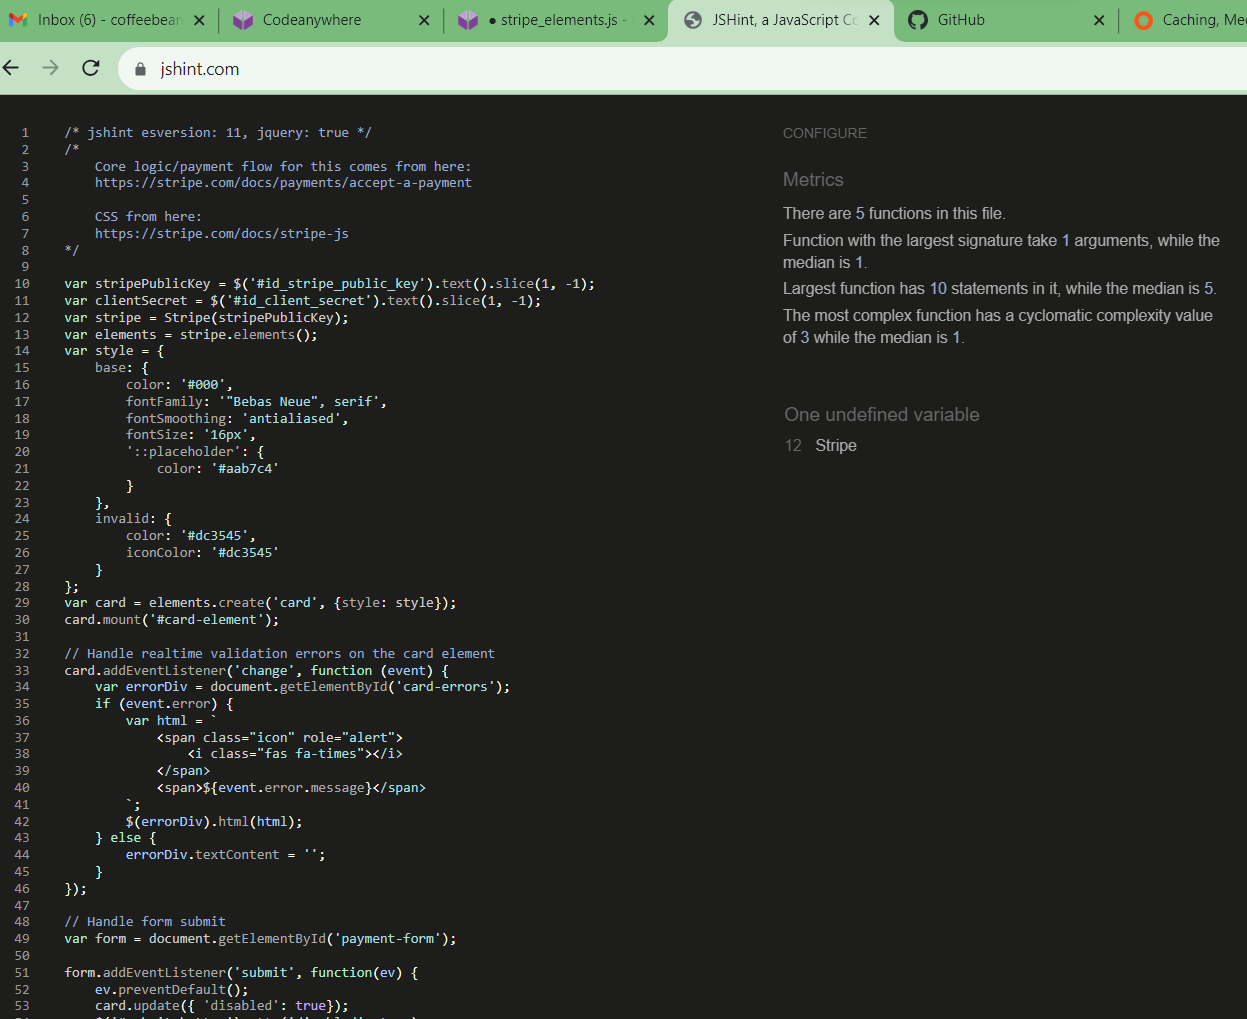 Inbox (6) - coffeebean
Codeanywhere
● stripe_elements.js -
JSHint, a JavaScript Co
GitHub
Caching, Me
jshint.com
1 /* jshint esversion: 11, jquery: true */
2 /*
3 Core logic/payment flow for this comes from here:
4 https://stripe.com/docs/payments/accept-a-payment
5
6 CSS from here:
7 https://stripe.com/docs/stripe-js
8 */
9
10 var stripePublicKey = $('#id_stripe_public_key').text().slice(1, -1);
11 var clientSecret = $('#id_client_secret').text().slice(1, -1);
12 var stripe = Stripe(stripePublicKey);
13 var elements = stripe.elements();
14 var style = {
15 base: {
16 color: '#000',
17 fontFamily: '"Bebas Neue", serif',
18 fontSmoothing: 'antialiased',
19 fontSize: '16px',
20 '::placeholder': {
21 color: '#aab7c4'
22 }
23 },
24 invalid: {
25 color: '#dc3545',
26 iconColor: '#dc3545'
27 }
28 };
29 var card = elements.create('card', {style: style});
30 card.mount('#card-element');
31
32 // Handle realtime validation errors on the card element
33 card.addEventListener('change', function (event) {
34 var errorDiv = document.getElementById('card-errors');
35 if (event.error) {
36 var html = `
37 <span class="icon" role="alert">
38 <i class="fas fa-times"></i>
39 </span>
40 <span>${event.error.message}</span>
41 `;
42 $(errorDiv).html(html);
43 } else {
44 errorDiv.textContent = '';
45 }
46 });
47
48 // Handle form submit
49 var form = document.getElementById('payment-form');
50
51 form.addEventListener('submit', function(ev) {
52 ev.preventDefault();
53 card.update({ 'disabled': true});
CONFIGURE
Metrics
There are 5 functions in this file.
Function with the largest signature take 1 arguments, while the
median is 1.
Largest function has 10 statements in it, while the median is 5.
The most complex function has a cyclomatic complexity value
of 3 while the median is 1.
One undefined variable
12 Stripe